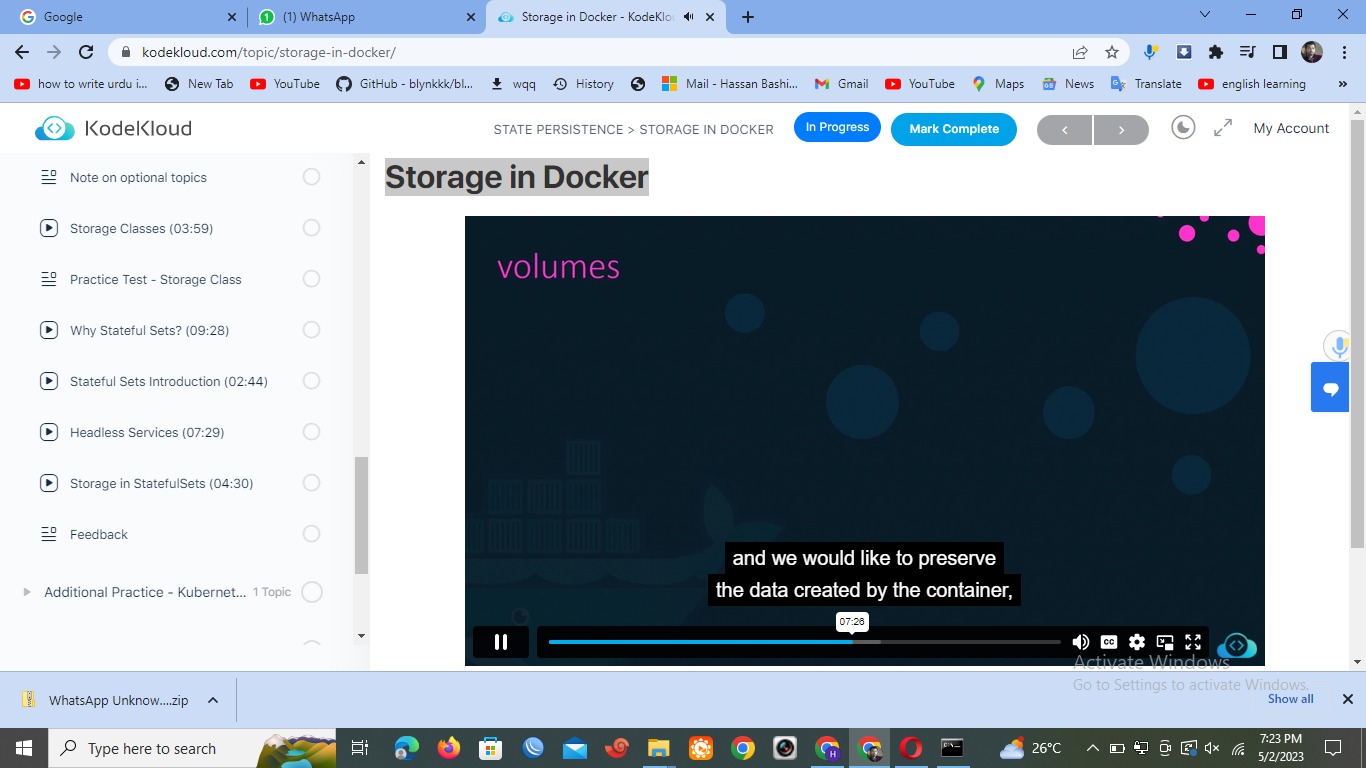 Google
(1) WhatsApp
Storage in Docker - KodeKlo
kodekloud.com/topic/storage-in-docker/
how to write urdu i...
New Tab
YouTube
GitHub - blynkkk/bl...
wqq
History
Mail - Hassan Bashi...
Gmail
YouTube
Maps
News
Translate
english learning
KodeKloud
STATE PERSISTENCE > STORAGE IN DOCKER
In Progress
Mark Complete
My Account
Note on optional topics
Storage Classes (03:59)
Practice Test - Storage Class
Why Stateful Sets? (09:28)
Stateful Sets Introduction (02:44)
Headless Services (07:29)
Storage in StatefulSets (04:30)
Feedback
Additional Practice - Kubernet... 1 Topic
Storage in Docker
volumes
and we would like to preserve
the data created by the container,
07:26
CC
Activate Windows
Go to Settings to activate Windows.
WhatsApp Unknow....zip
Show all
Type here to search
26°C
7:23 PM
5/2/2023